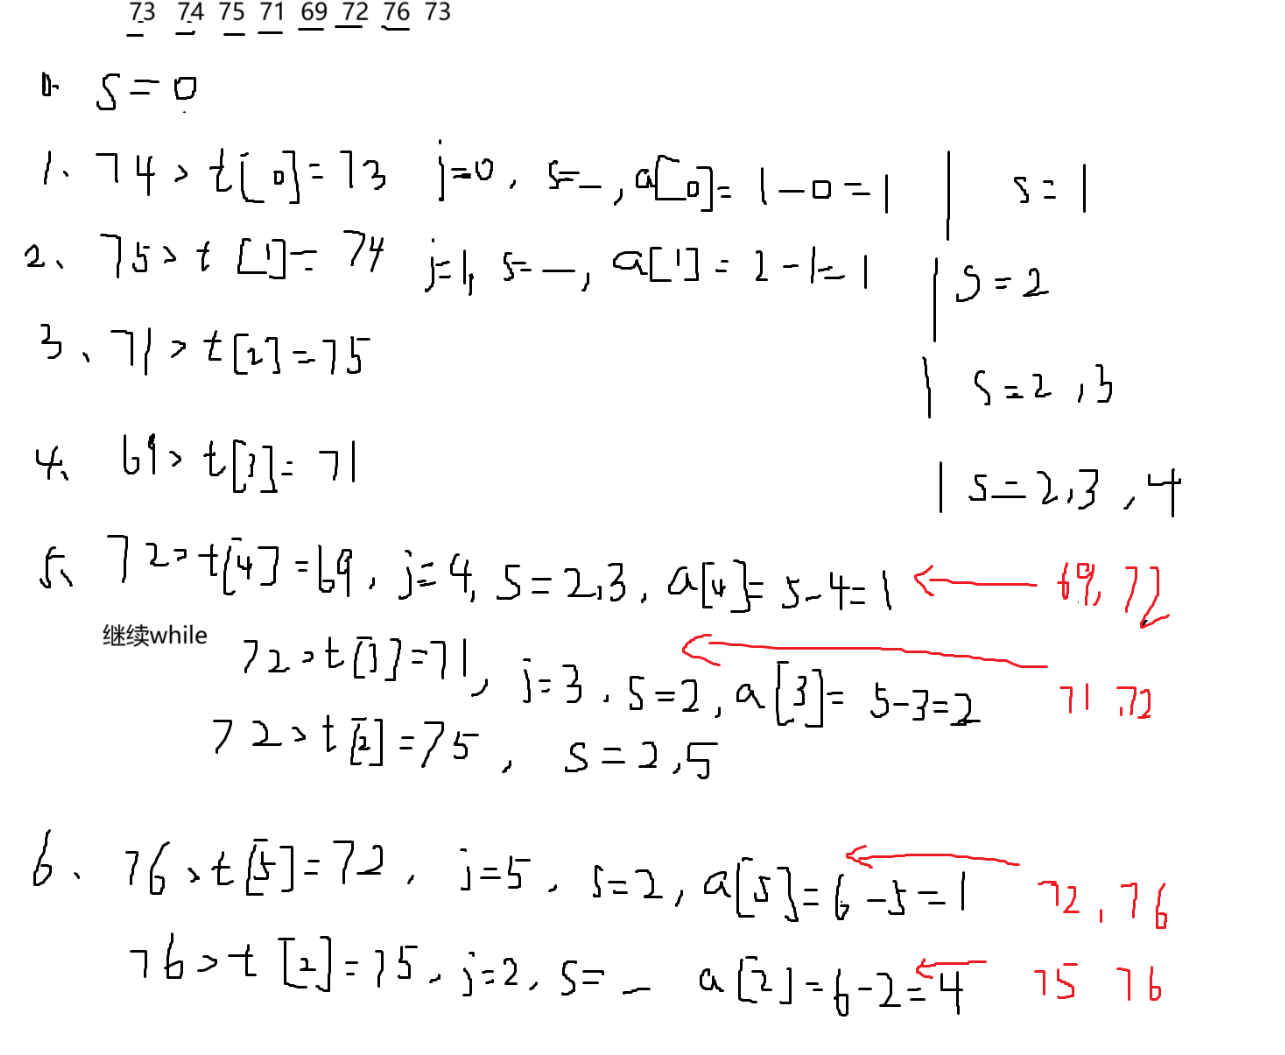 73 74 75 71 69 72 76 73
0. s=0
1、74>t[0]=73 j=0, s=_, a[0]=1-0=1 | s=1
2、75>t[1]=74 j=1, s=_, a[1]=2-1=1 | s=2
3、71>t[2]=75 | s=2,3
4、69>t[3]=71 | s=2,3,4
5、72>t[4]=69, j=4, s=2,3, a[4]=5-4=1 ← 69,72
继续while 72>t[3]=71, j=3, s=2, a[3]=5-3=2 ← 71,72
72>t[2]=75, s=2,5
6、76>t[5]=72, j=5, s=2, a[5]=6-5=1 ← 72,76
76>t[2]=75, j=2, s=_ a[2]=6-2=4 ← 75 76